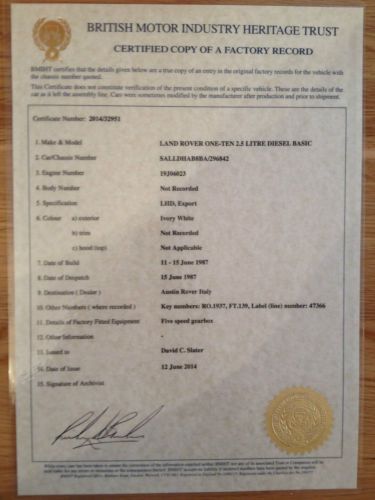 BRITISH MOTOR INDUSTRY HERITAGE TRUST
CERTIFIED COPY OF A FACTORY RECORD
BMIHT certifies that the details given below are a true copy of an entry in the original factory records for the vehicle with
the chassis number quoted.
This Certificate does not constitute verification of the present condition of a specific vehicle. These are the details of the
car as it left the assembly line. Cars were sometimes modified by the manufacturer after production and prior to shipment.
Certificate Number: 2014/32951
1. Make & Model LAND ROVER ONE-TEN 2.5 LITRE DIESEL BASIC
2. Car/Chassis Number SALLDHAB8BA/296842
3. Engine Number 19J06023
4. Body Number Not Recorded
5. Specification LHD, Export
6. Colour a) exterior Ivory White
b) trim Not Recorded
c) hood (top) Not Applicable
7. Date of Build 11 - 15 June 1987
8. Date of Despatch 15 June 1987
9. Destination ( Dealer ) Austin Rover Italy
10. Other Numbers ( where recorded ) Key numbers: RO.1937, FT.139, Label (line) number: 47366
11. Details of Factory Fitted Equipment Five speed gearbox
12. Other Information -
13. Issued to David C. Slater
14. Date of Issue 12 June 2014
15. Signature of Archivist